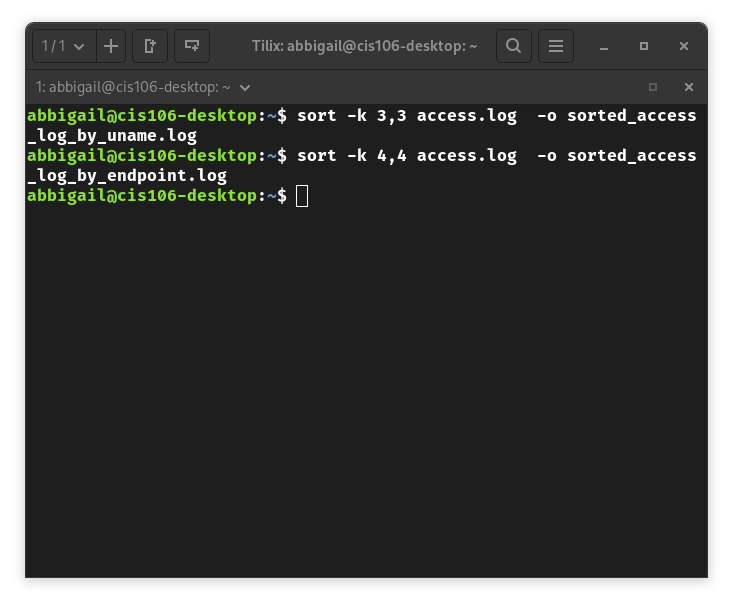 1 / 1
Tilix: abbigail@cis106-desktop: ~
1: abbigail@cis106-desktop: ~
abbigail@cis106-desktop:~$ sort -k 3,3 access.log  -o sorted_access
_log_by_uname.log
abbigail@cis106-desktop:~$ sort -k 4,4 access.log  -o sorted_access
_log_by_endpoint.log
abbigail@cis106-desktop:~$